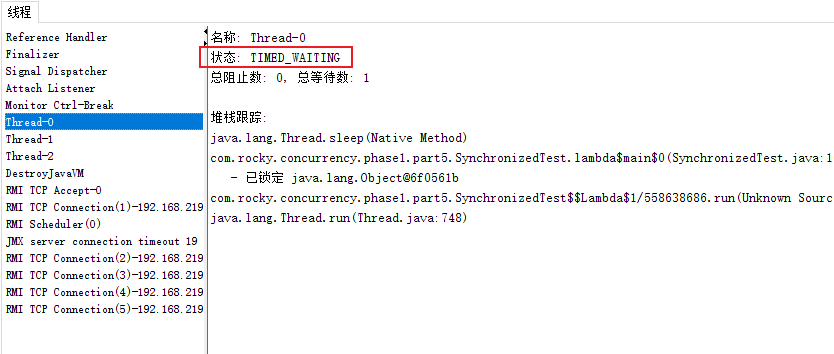 线程
Reference Handler
Finalizer
Signal Dispatcher
Attach Listener
Monitor Ctrl-Break
Thread-0
Thread-1
Thread-2
DestroyJavaVM
RMI TCP Accept-0
RMI TCP Connection(1)-192.168.219
RMI Scheduler(0)
JMX server connection timeout 19
RMI TCP Connection(2)-192.168.219
RMI TCP Connection(3)-192.168.219
RMI TCP Connection(4)-192.168.219
RMI TCP Connection(5)-192.168.219
名称: Thread-0
状态: TIMED_WAITING
总阻止数: 0, 总等待数: 1
堆栈跟踪:
java.lang.Thread.sleep(Native Method)
com.rocky.concurrency.phase1.part5.SynchronizedTest.lambda$main$0(SynchronizedTest.java:1
- 已锁定 java.lang.Object@6f0561b
com.rocky.concurrency.phase1.part5.SynchronizedTest$$Lambda$1/558638686.run(Unknown Sourc
java.lang.Thread.run(Thread.java:748)